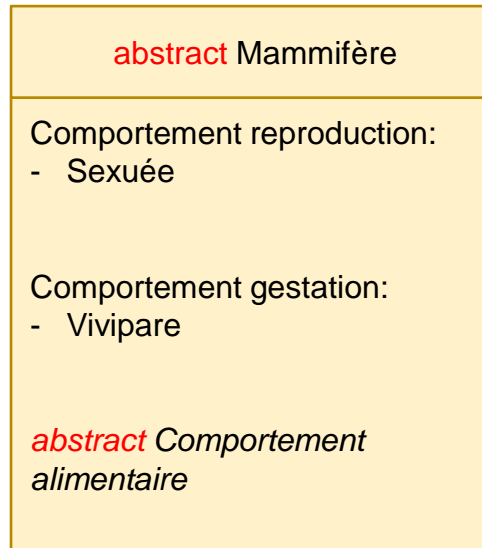 abstract Mammifère
Comportement reproduction:
- Sexuée
Comportement gestation:
- Vivipare
abstract Comportement
alimentaire